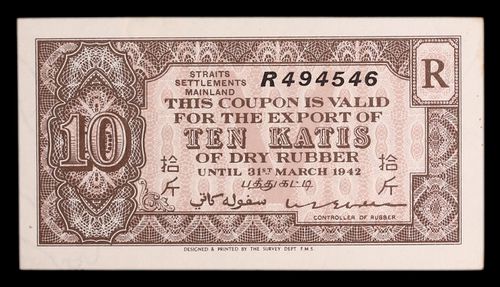 STRAITS
SETTLEMENTS
MAINLAND
R494546
R
THIS COUPON IS VALID
FOR THE EXPORT OF
10
TEN KATIS
OF DRY RUBBER
拾斤
拾斤
UNTIL 31ST MARCH 1942
பத்துகட்டி
سڤوله كاتي
CONTROLLER OF RUBBER
DESIGNED & PRINTED BY THE SURVEY DEPT F.M.S.